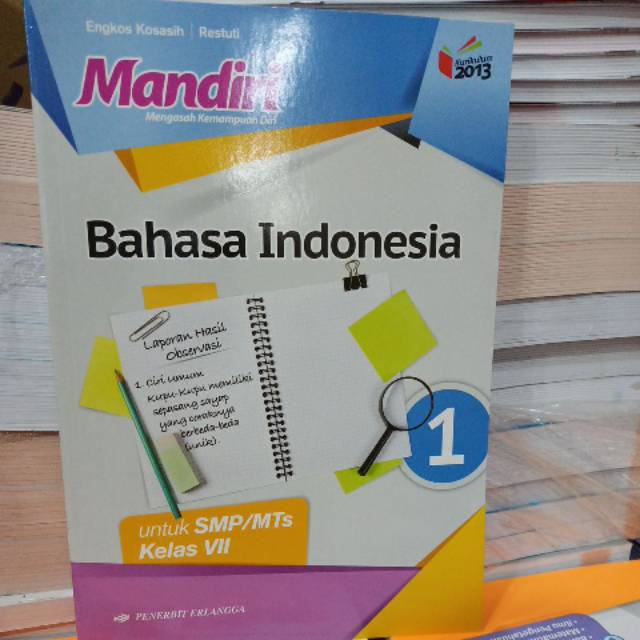 Engkos Kosasih | Restuti
Mandiri
Mengasah Kemampuan Diri
Kurikulum
2013
Bahasa Indonesia
Laporan Hasil
Observasi
1. Ciri umum
Kupu-kupu memiliki
sepasang sayap
yang coraknya
berbeda-beda
(unik).
1
untuk SMP/MTs
Kelas VII
PENERBIT ERLANGGA